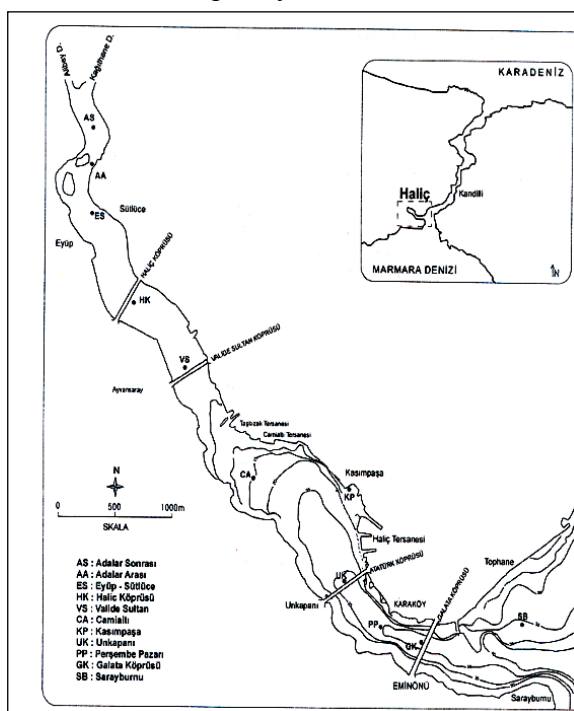 Alibey D.
Kağıthane D.
AS
AA
ES
Sütlüce
Eyüp
HALİÇ KÖPRÜSÜ
HK
VS
VALİDE SULTAN KÖPRÜSÜ
Ayvansaray
Taşkızak Tersanesi
Camialtı Tersanesi
CA
Kasımpaşa
KP
Haliç Tersanesi
ATATÜRK KÖPRÜSÜ
UK
Unkapanı
KARAKÖY
PP
GK
GALATA KÖPRÜSÜ
Tophane
SB
EMİNÖNÜ
Sarayburnu
KARADENİZ
Kandilli
Haliç
MARMARA DENİZİ
N
N
0 500 1000m
SKALA
AS : Adalar Sonrası
AA : Adalar Arası
ES : Eyüp - Sütlüce
HK : Haliç Köprüsü
VS : Valide Sultan
CA : Camialtı
KP : Kasımpaşa
UK : Unkapanı
PP : Perşembe Pazarı
GK : Galata Köprüsü
SB : Sarayburnu